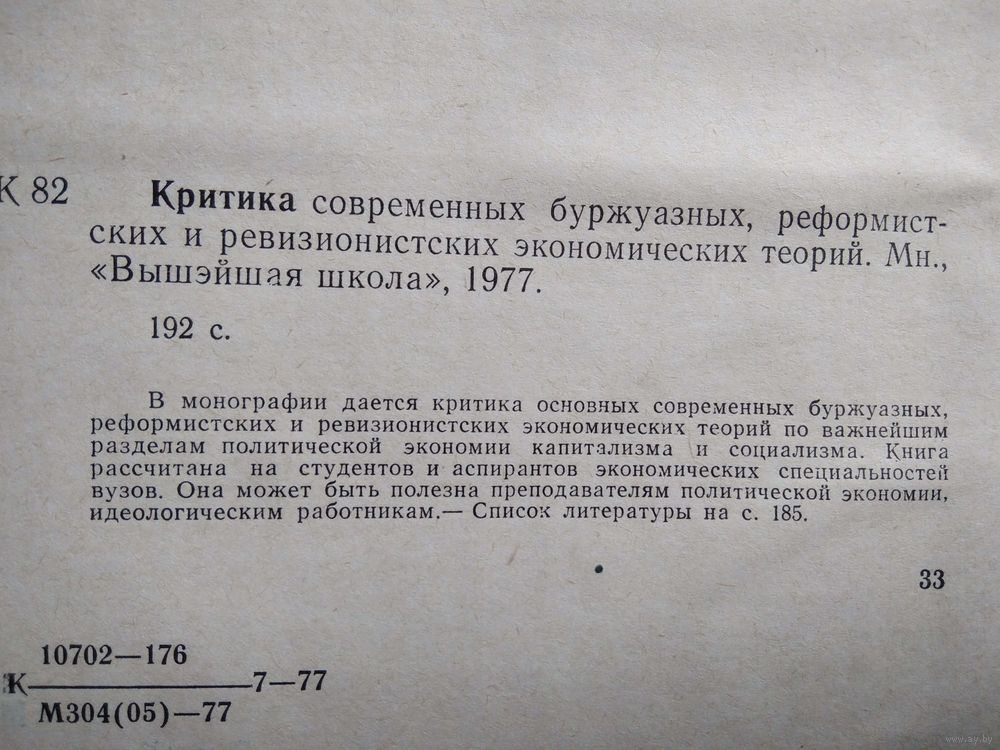 К 82 Критика современных буржуазных, реформист-
ских и ревизионистских экономических теорий. Мн.,
«Вышэйшая школа», 1977.
192 с.
В монографии дается критика основных современных буржуазных,
реформистских и ревизионистских экономических теорий по важнейшим
разделам политической экономии капитализма и социализма. Книга
рассчитана на студентов и аспирантов экономических специальностей
вузов. Она может быть полезна преподавателям политической экономии,
идеологическим работникам.— Список литературы на с. 185.
33
10702—176
К————7—77
М304(05)—77
www.ay.by